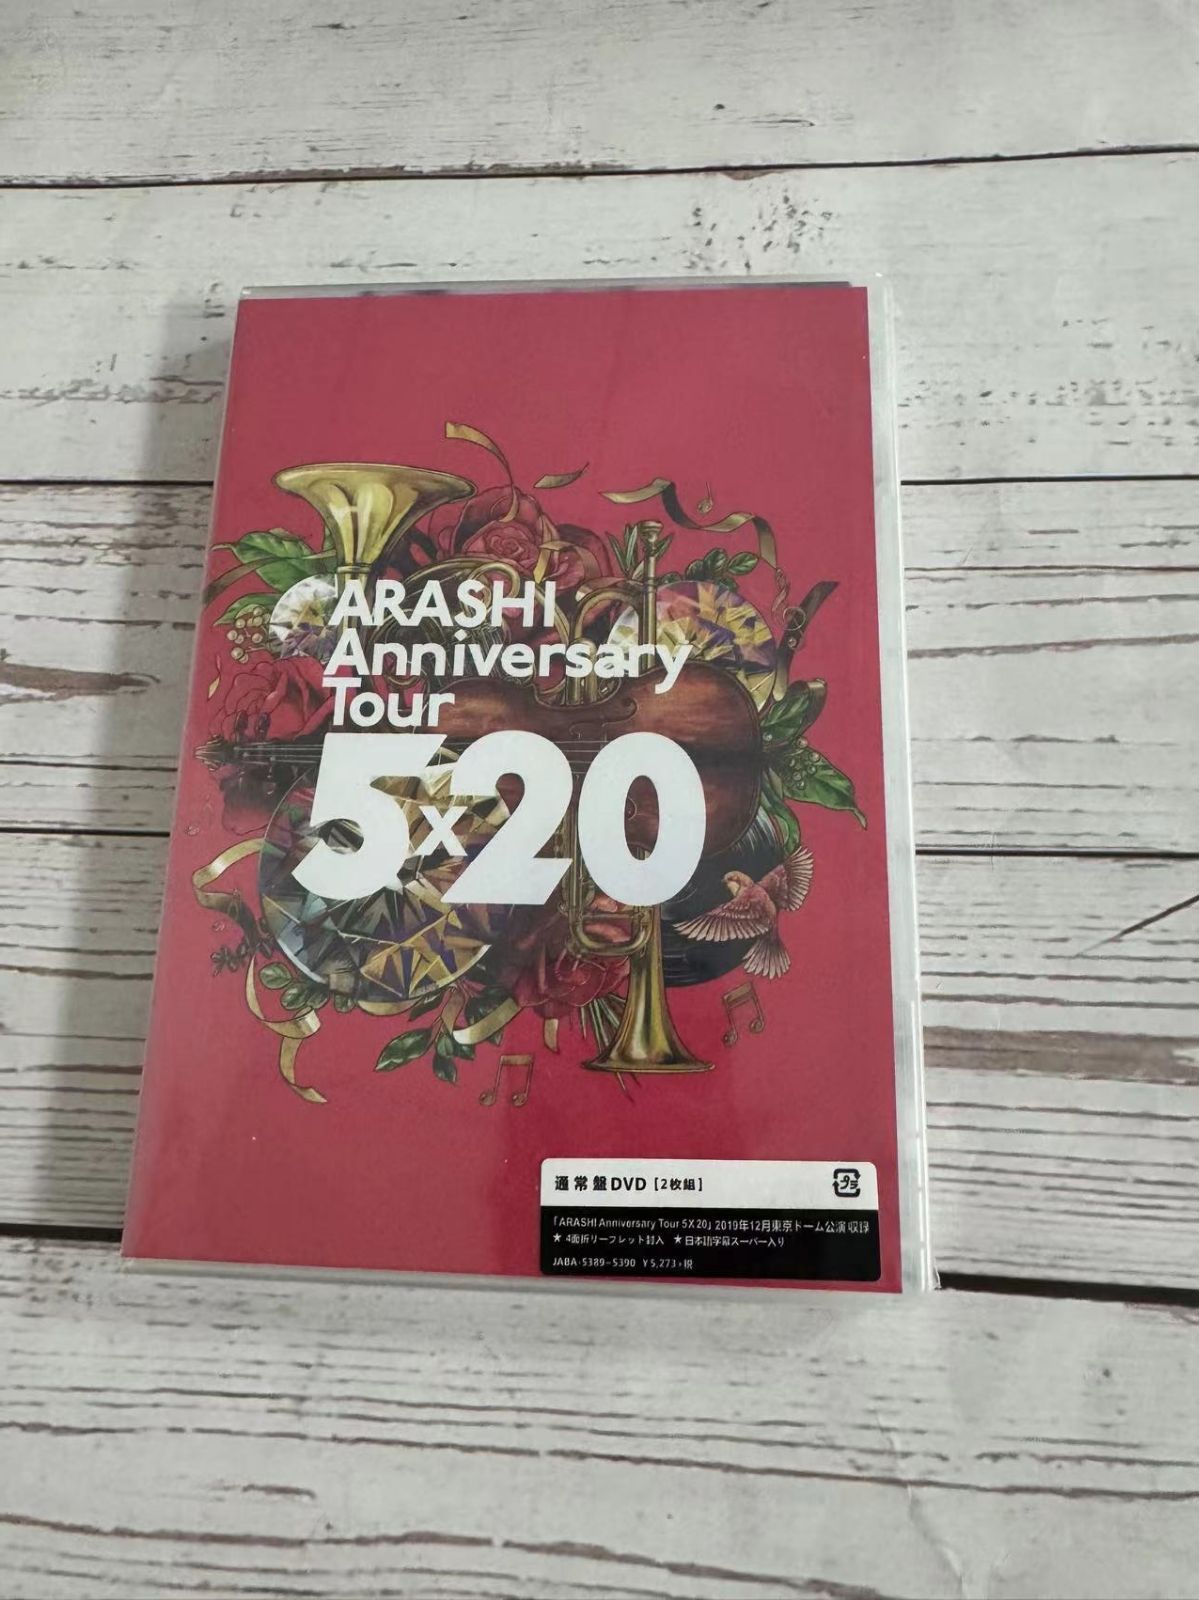 ARASHI
Anniversary
Tour
5x20
通常盤DVD [2枚組]
プラ
「ARASHI Anniversary Tour 5X20」2019年12月東京ドーム公演 収録
★ 4面折リーフレット封入 ★日本語字幕スーパー入り
JABA-5389~5390 ¥5,273+税